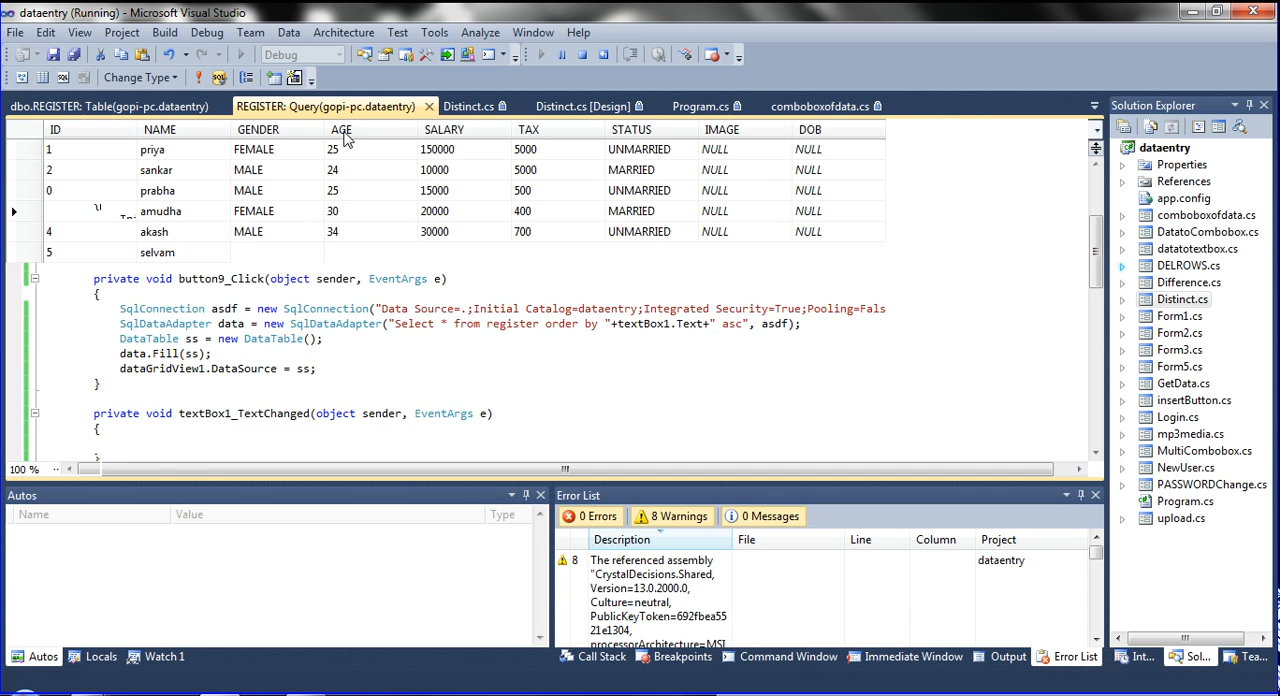 dataentry (Running) - Microsoft Visual Studio
File Edit View Project Build Debug Team Data Architecture Test Tools Analyze Window Help
Debug
Change Type
dbo.REGISTER: Table(gopi-pc.dataentry) REGISTER: Query(gopi-pc.dataentry) Distinct.cs Distinct.cs [Design] Program.cs comboboxofdata.cs
ID NAME GENDER AGE SALARY TAX STATUS IMAGE DOB
1 priya FEMALE 25 150000 5000 UNMARRIED NULL NULL
2 sankar MALE 24 10000 5000 MARRIED NULL NULL
0 prabha MALE 25 15000 500 UNMARRIED NULL NULL
amudha FEMALE 30 20000 400 MARRIED NULL NULL
4 akash MALE 34 30000 700 UNMARRIED NULL NULL
5 selvam
private void button9_Click(object sender, EventArgs e)
{
SqlConnection asdf = new SqlConnection("Data Source=.;Initial Catalog=dataentry;Integrated Security=True;Pooling=Fals
SqlDataAdapter data = new SqlDataAdapter("Select * from register order by "+textBox1.Text+" asc", asdf);
DataTable ss = new DataTable();
data.Fill(ss);
dataGridView1.DataSource = ss;
}
private void textBox1_TextChanged(object sender, EventArgs e)
{
}
100 %
Solution Explorer
dataentry
Properties
References
app.config
comboboxofdata.cs
DatatoCombobox.cs
datatotextbox.cs
DELROWS.cs
Difference.cs
Distinct.cs
Form1.cs
Form2.cs
Form3.cs
Form5.cs
GetData.cs
insertButton.cs
Login.cs
mp3media.cs
MultiCombobox.cs
NewUser.cs
PASSWORDChange.cs
Program.cs
upload.cs
Autos
Name Value Type
Error List
0 Errors 8 Warnings 0 Messages
Description File Line Column Project
8 The referenced assembly dataentry
"CrystalDecisions.Shared,
Version=13.0.2000.0,
Culture=neutral,
PublicKeyToken=692fbea55
21e1304,
processorArchitecture=MSI
Autos Locals Watch 1
Call Stack Breakpoints Command Window Immediate Window Output Error List
Int... Sol... Tea...